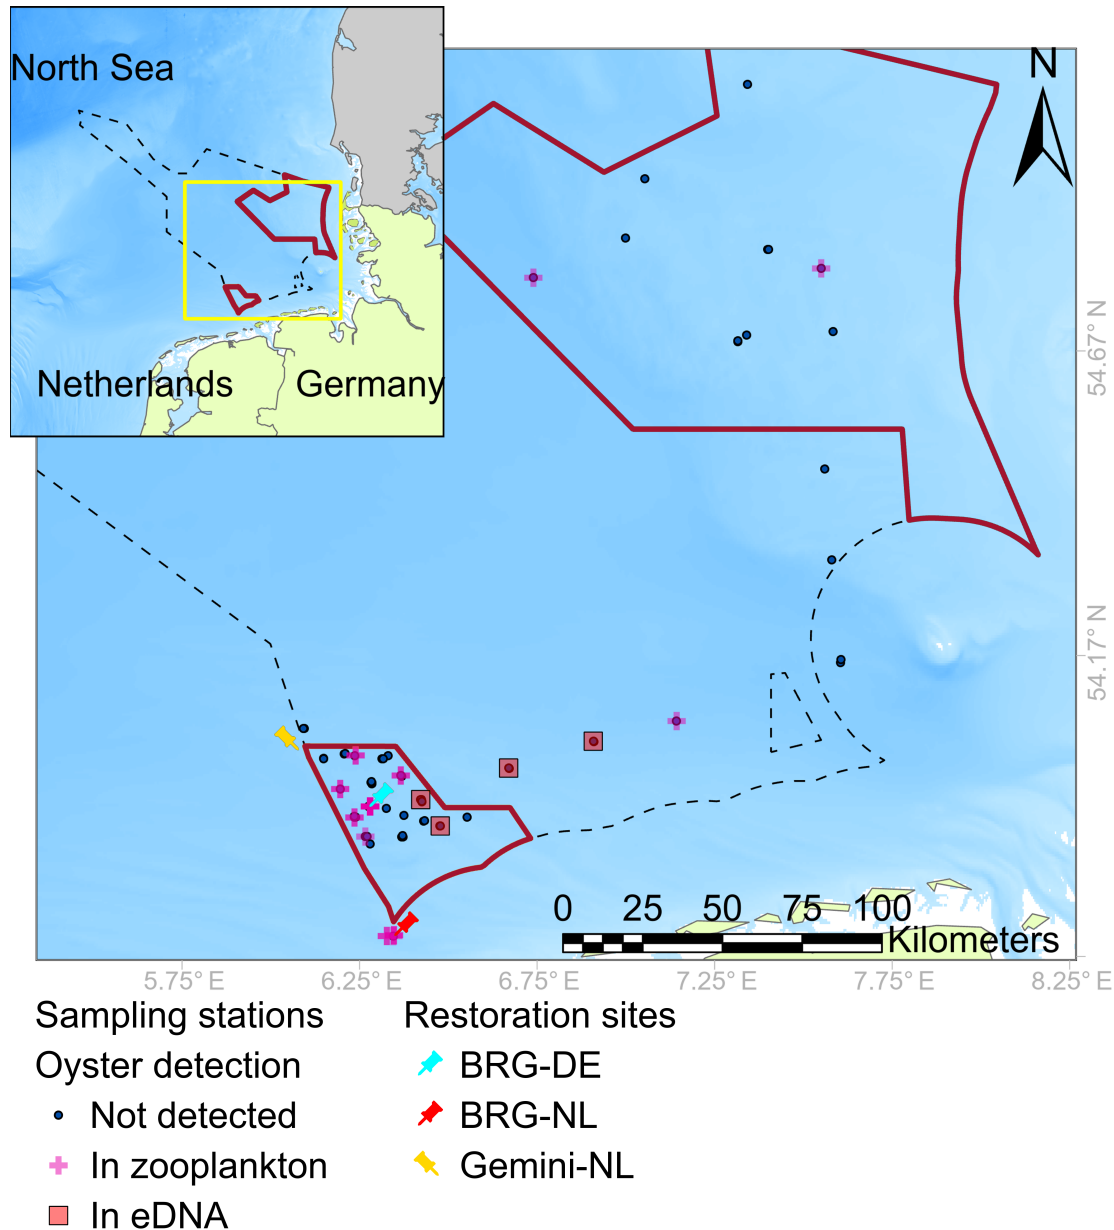 North Sea
Netherlands
Germany
N
54.67° N
54.17° N
0 25 50 75 100
Kilometers
5.75° E 6.25° E 6.75° E 7.25° E 7.75° E 8.25° E
Sampling stations
Oyster detection
Not detected
In zooplankton
In eDNA
Restoration sites
BRG-DE
BRG-NL
Gemini-NL